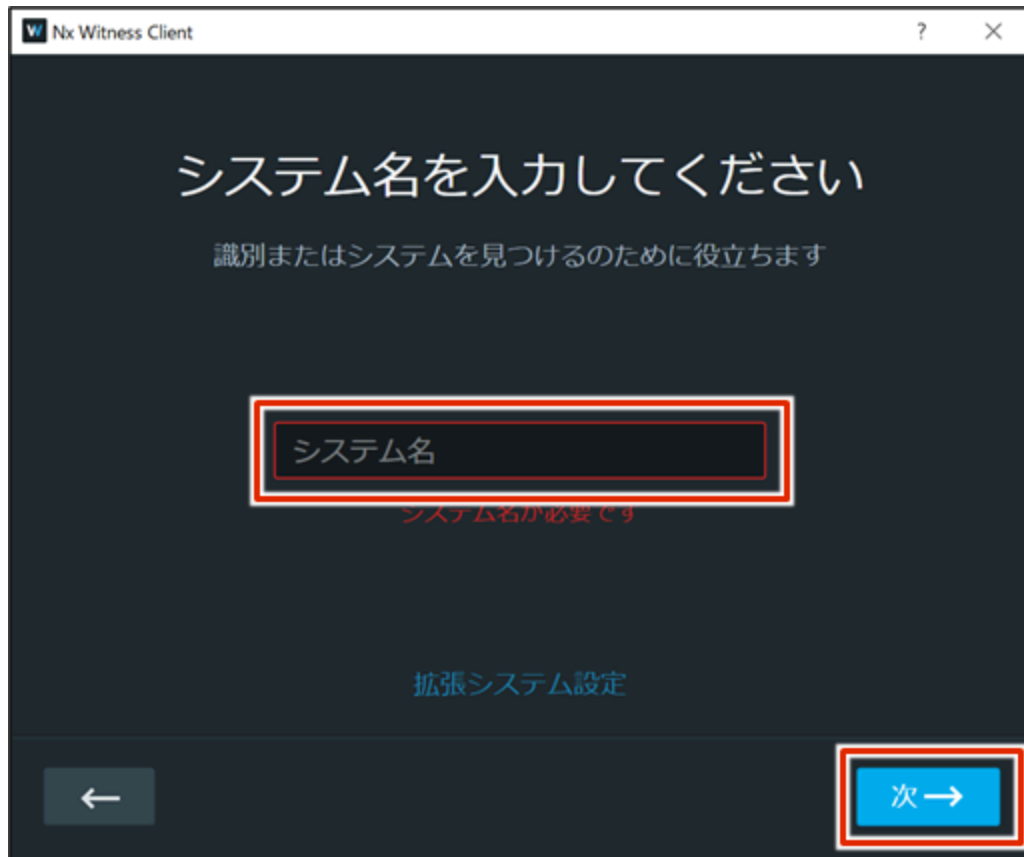 Nx Witness Client
システム名を入力してください
識別またはシステムを見つけるのために役立ちます
システム名
システム名が必要です
拡張システム設定
次